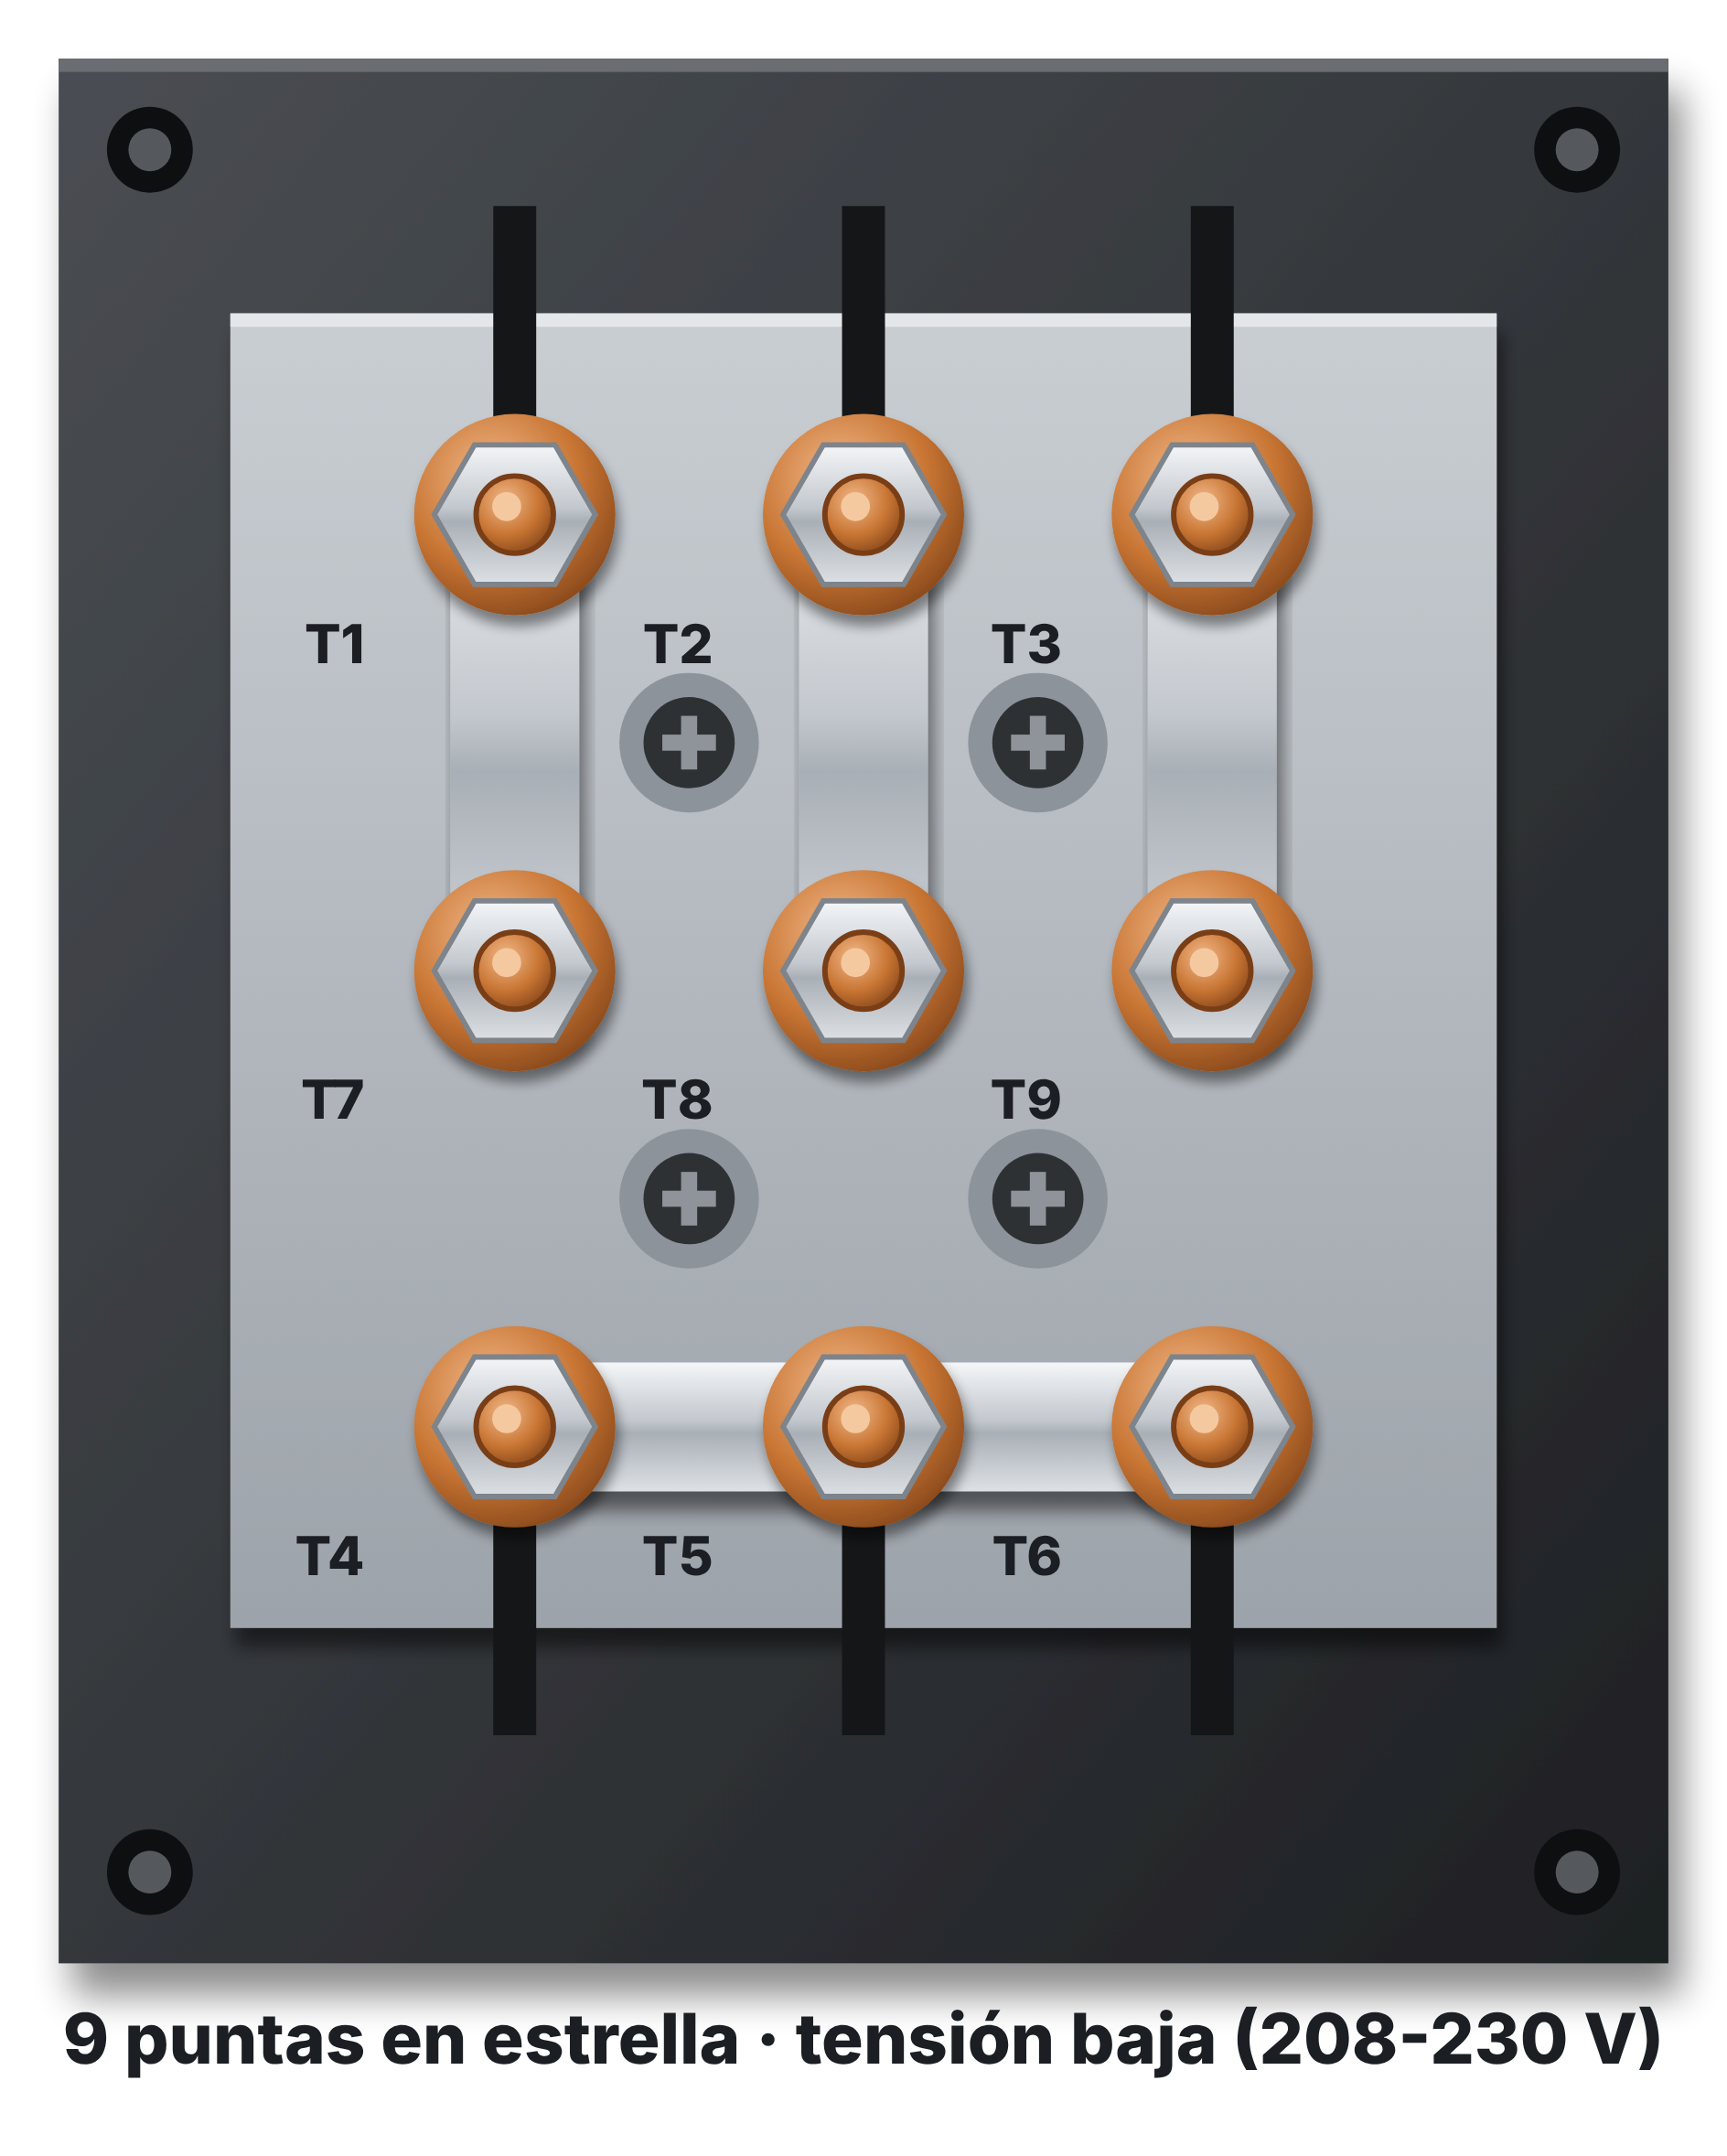 T1 T2 T3
T7 T8 T9
T4 T5 T6
9 puntas en estrella · tensión baja (208-230 V)